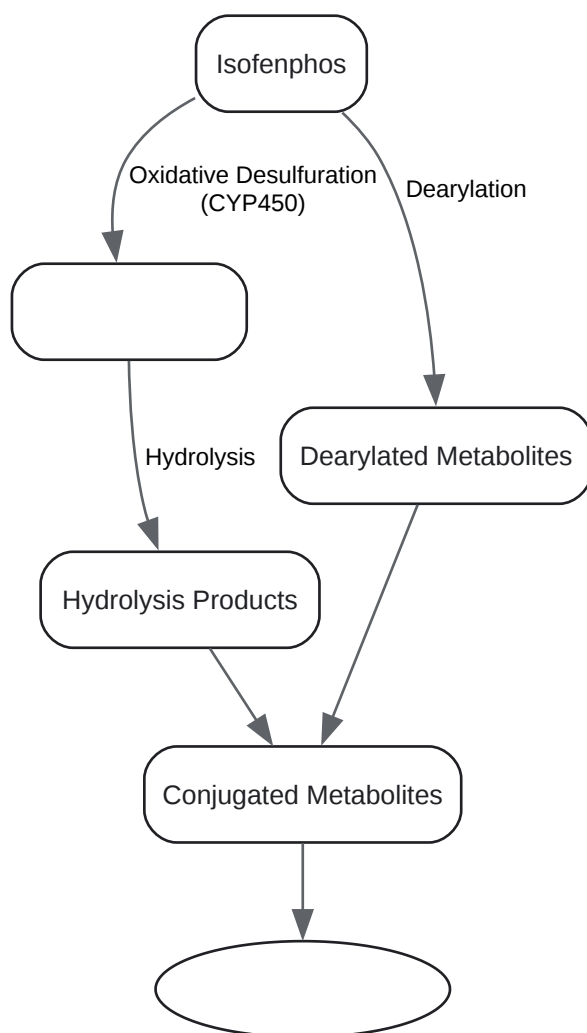 Isofenphos
Oxidative Desulfuration
(CYP450)
Dearylation
Hydrolysis
Dearylated Metabolites
Hydrolysis Products
Conjugated Metabolites